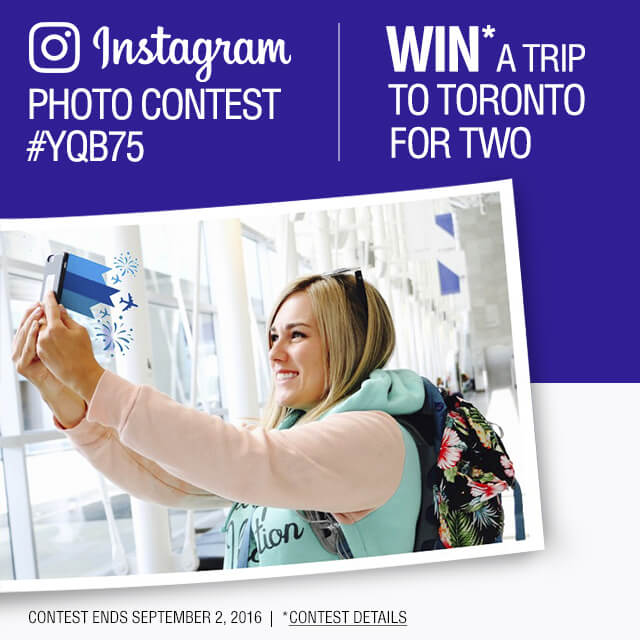 Instagram
PHOTO CONTEST
#YQB75
WIN* A TRIP
TO TORONTO
FOR TWO
CONTEST ENDS SEPTEMBER 2, 2016 | *CONTEST DETAILS